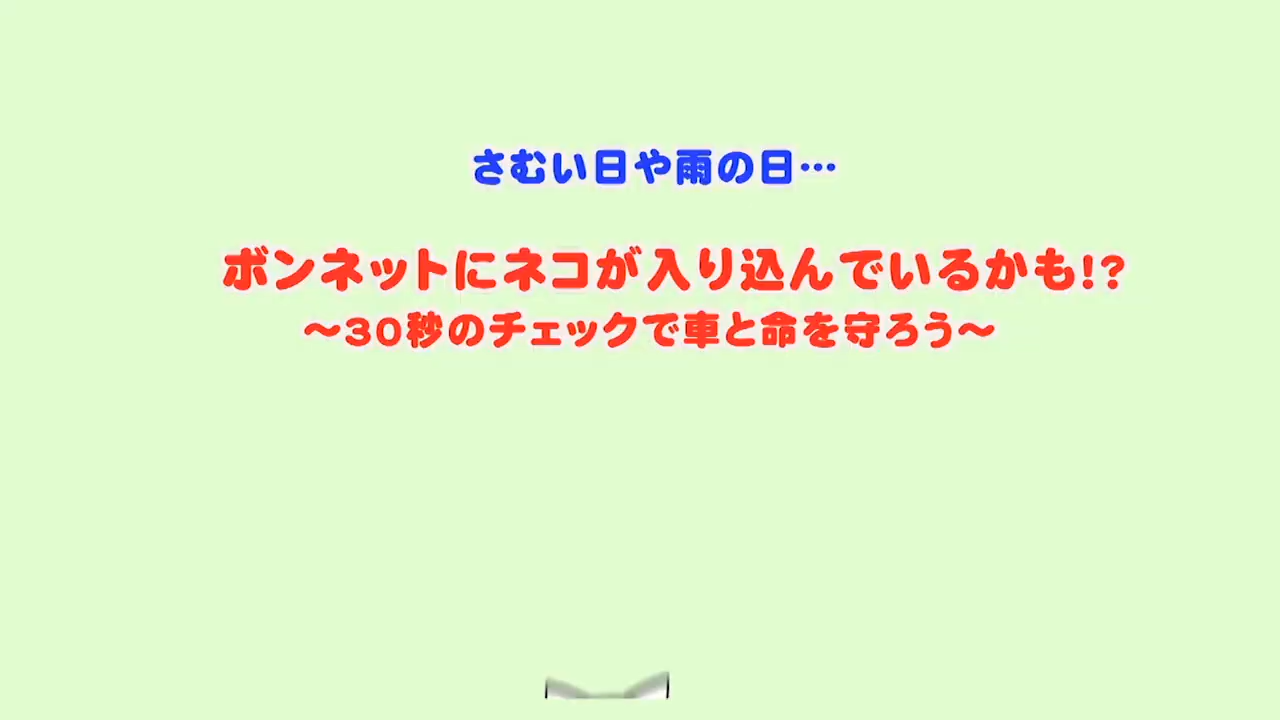 さむい日や雨の日…
ボンネットにネコが入り込んでいるかも!?
～30秒のチェックで車と命を守ろう～